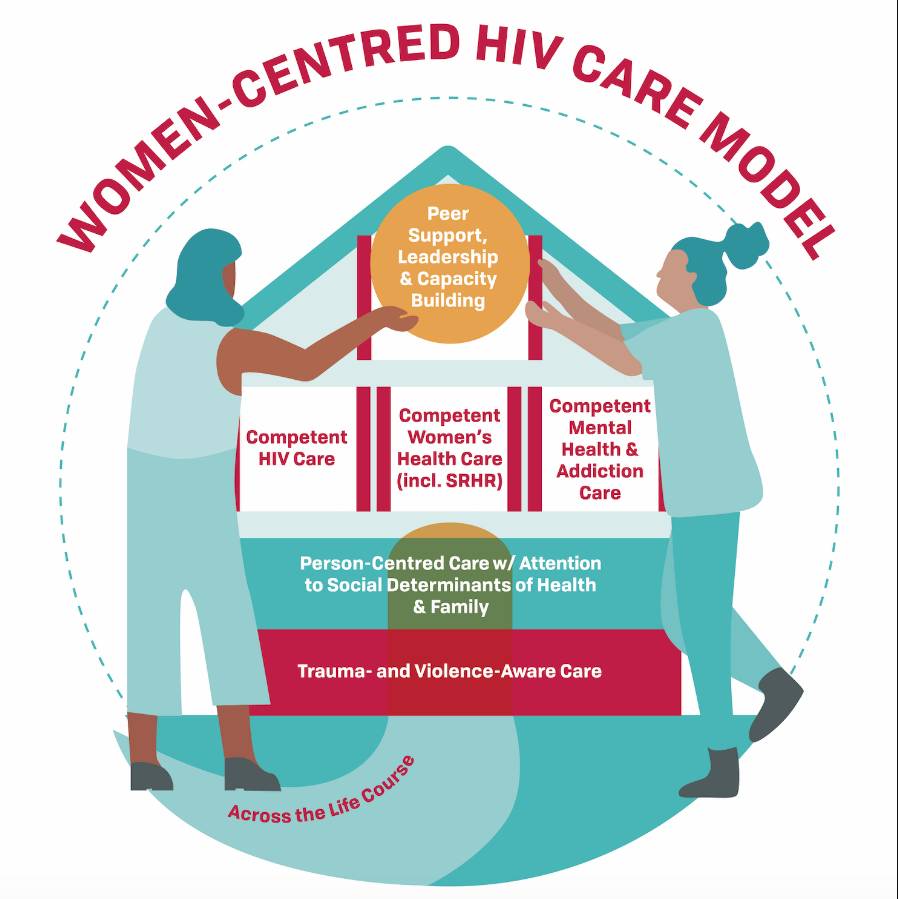 WOMEN-CENTRED HIV CARE MODEL
Peer
Support,
Leadership
& Capacity
Building
Competent
HIV Care
Competent
Women’s
Health Care
(incl. SRHR)
Competent
Mental
Health &
Addiction
Care
Person-Centred Care w/ Attention
to Social Determinants of Health
& Family
Trauma- and Violence-Aware Care
Across the Life Course